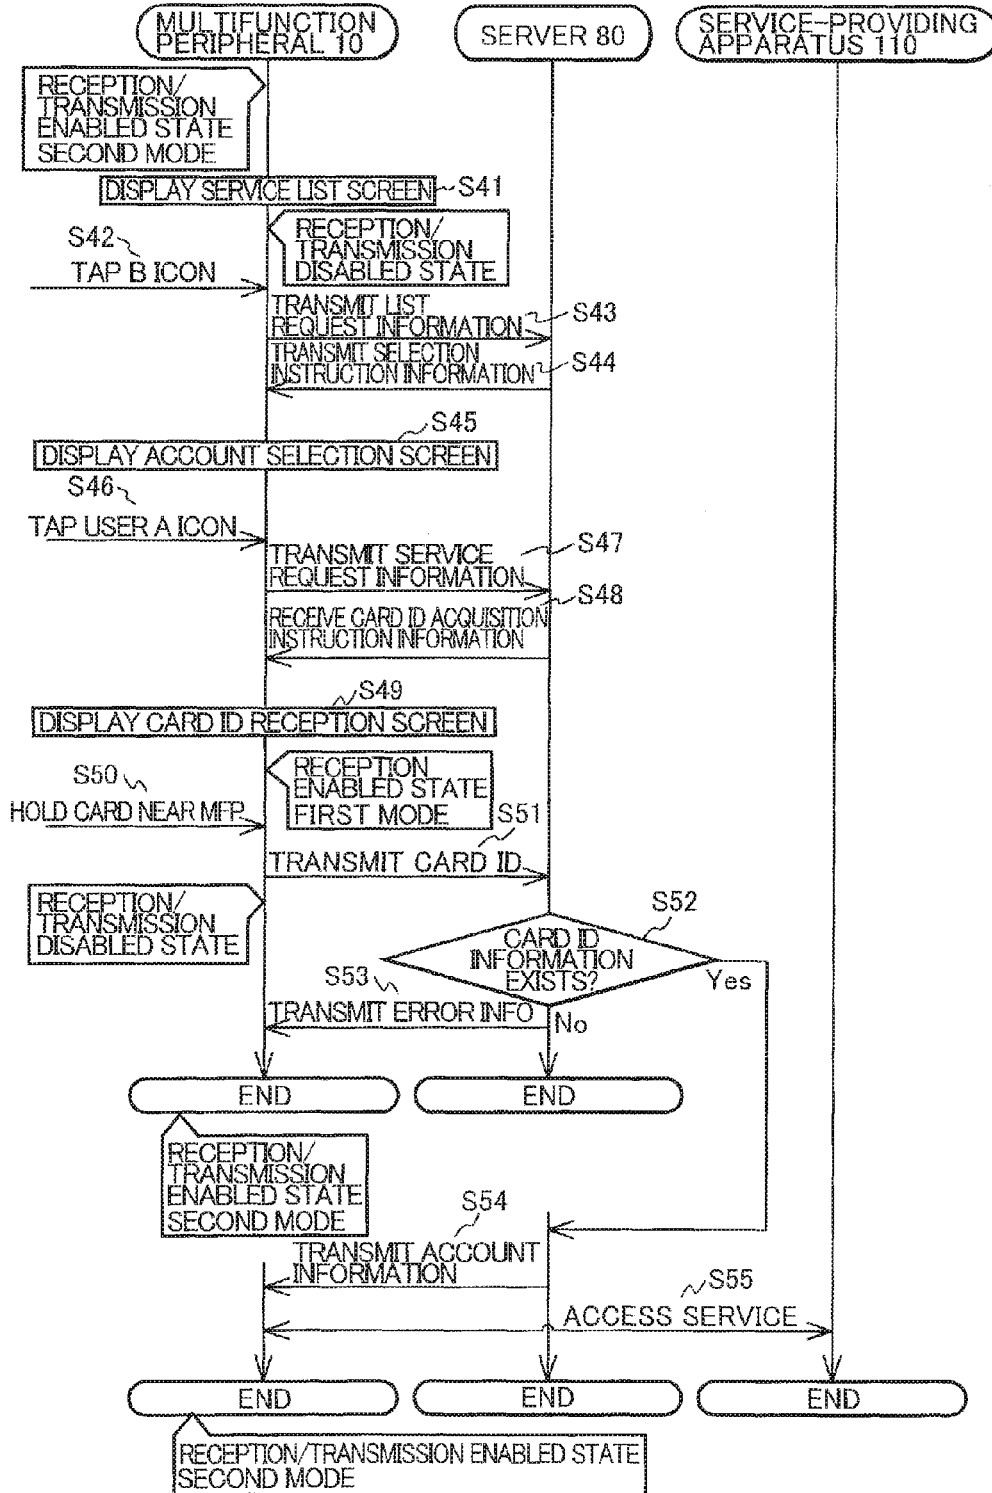 MULTIFUNCTION
PERIPHERAL 10
SERVER 80
SERVICE-PROVIDING
APPARATUS 110
RECEPTION/
TRANSMISSION
ENABLED STATE
SECOND MODE
DISPLAY SERVICE LIST SCREEN
S41
RECEPTION/
TRANSMISSION
DISABLED STATE
S42
TAP B ICON
TRANSMIT LIST
REQUEST INFORMATION
S43
TRANSMIT SELECTION
INSTRUCTION INFORMATION
S44
S45
DISPLAY ACCOUNT SELECTION SCREEN
S46
TAP USER A ICON
TRANSMIT SERVICE
REQUEST INFORMATION
S47
S48
RECEIVE CARD ID ACQUISITION
INSTRUCTION INFORMATION
S49
DISPLAY CARD ID RECEPTION SCREEN
RECEPTION
ENABLED STATE
FIRST MODE
S50
HOLD CARD NEAR MFP
S51
TRANSMIT CARD ID
RECEPTION/
TRANSMISSION
DISABLED STATE
S52
CARD ID
INFORMATION
EXISTS?
Yes
S53
TRANSMIT ERROR INFO
No
END
END
RECEPTION/
TRANSMISSION
ENABLED STATE
SECOND MODE
S54
TRANSMIT ACCOUNT
INFORMATION
S55
ACCESS SERVICE
END
END
END
RECEPTION/TRANSMISSION ENABLED STATE
SECOND MODE